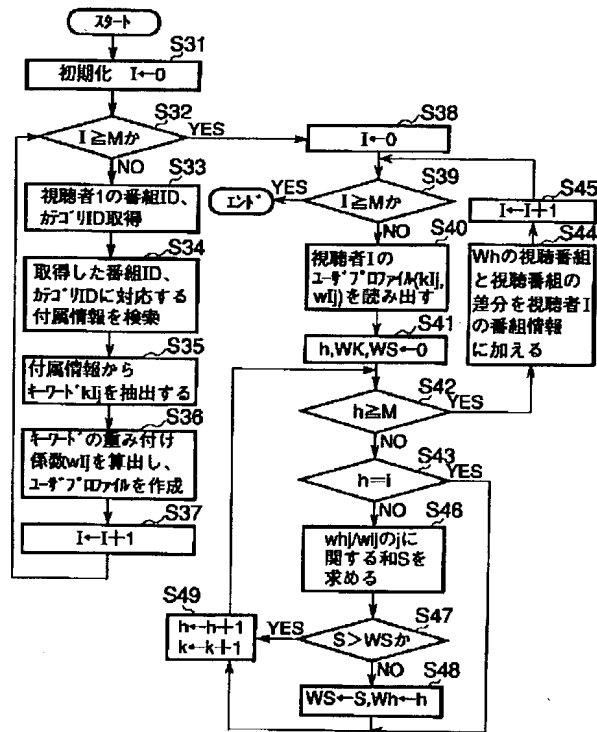 スタート
S31
初期化 I←0
S32
I≧Mか
YES
NO
S33
視聴者1の番組ID、
カテゴリID取得
S34
取得した番組ID、
カテゴリIDに対応する
付属情報を検索
S35
付属情報から
キーワードkIjを抽出する
S36
キーワードの重み付け
係数wIjを算出し、
ユーザプロファイルを作成
S37
I←I+1
S38
I←0
S39
I≧Mか
YES
エンド
NO
S40
視聴者Iの
ユーザプロファイル(kIj,
wIj)を読み出す
S41
h,WK,WS←0
S42
h≧M
YES
NO
S43
h=i
YES
NO
S44
Whの視聴番組
と視聴番組の
差分を視聴者I
の番組情報
に加える
S45
I←I+1
S46
whj/wIjのjに
関する和Sを
求める
S47
S>WSか
YES
NO
S48
WS←S,Wh←h
S49
h←h+1
k←k+1